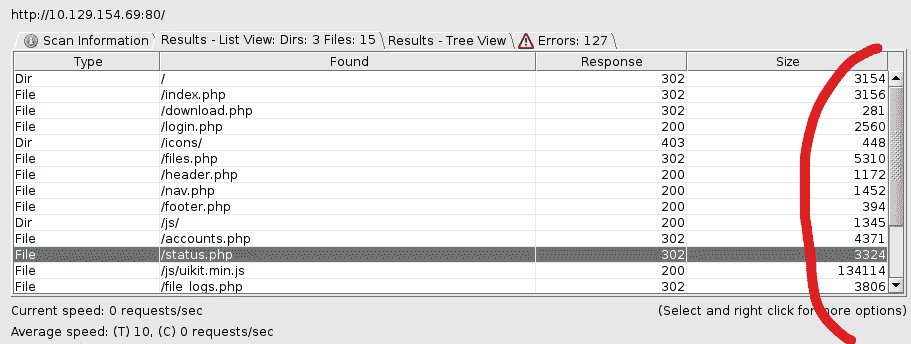 http://10.129.154.69:80/
Scan Information Results - List View: Dirs: 3 Files: 15 Results - Tree View Errors: 127
Type Found Response Size
Dir / 302 3154
File /index.php 302 3156
File /download.php 302 281
File /login.php 200 2560
Dir /icons/ 403 448
File /files.php 302 5310
File /header.php 200 1172
File /nav.php 200 1452
File /footer.php 200 394
Dir /js/ 200 1345
File /accounts.php 302 4371
File /status.php 302 3324
File /js/uikit.min.js 200 134114
File /file_logs.php 302 3806
Current speed: 0 requests/sec (Select and right click for more options)
Average speed: (T) 10, (C) 0 requests/sec